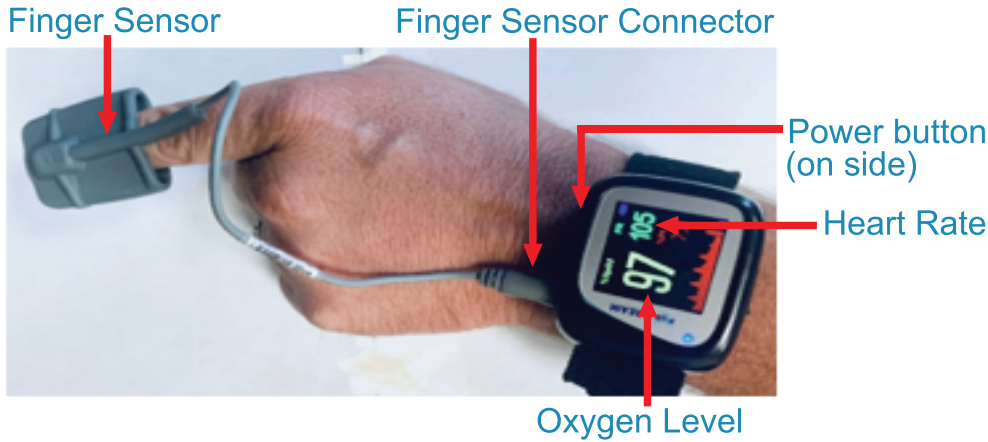 Finger Sensor
Finger Sensor Connector
Power button
(on side)
Heart Rate
105
97
Oxygen Level